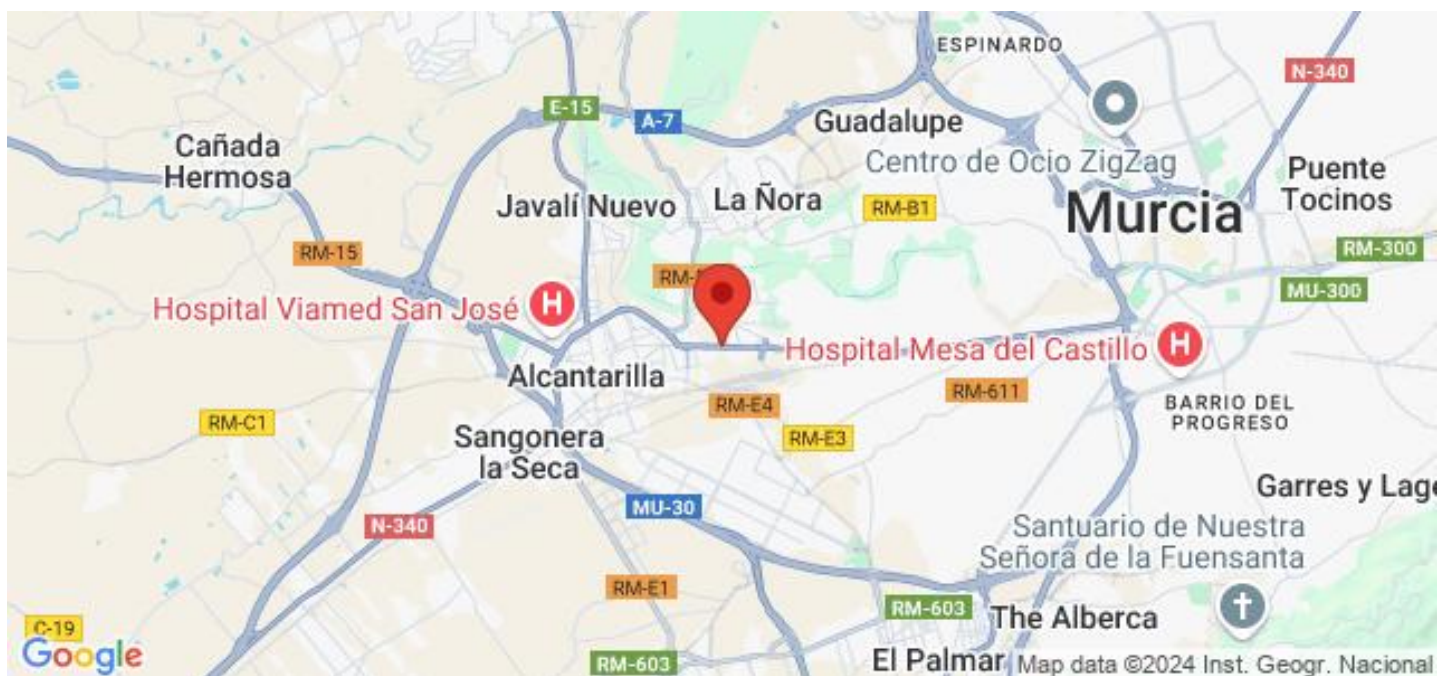 ESPINARDO
N-340
E-15
A-7
Guadalupe
Cañada
Hermosa
Centro de Ocio ZigZag
Puente
Tocinos
Javalí Nuevo
La Ñora
RM-B1
Murcia
RM-15
RM-300
RM-
MU-300
Hospital Viamed San José
H
Hospital Mesa del Castillo
H
Alcantarilla
RM-E4
RM-611
BARRIO DEL
PROGRESO
RM-C1
Sangonera
la Seca
RM-E3
Garres y Lage
MU-30
N-340
Santuario de Nuestra
Señora de la Fuensanta
RM-E1
RM-603
The Alberca
C-19
Google
RM-603
El Palmar
Map data ©2024 Inst. Geogr. Nacional